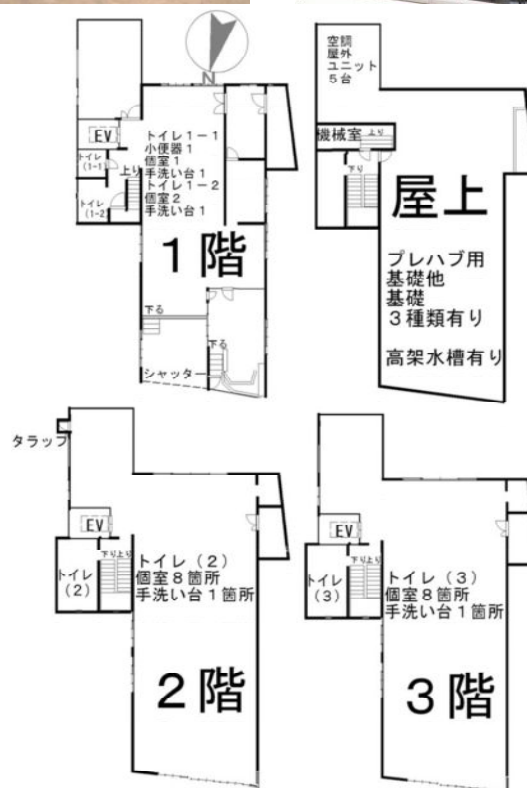 N
EV
トイレ
(1-1)
上り
トイレ
(1-2)
トイレ1-1
小便器1
個室1
手洗い台1
トイレ1-2
個室2
手洗い台1
1階
下る
下る
シャッター
空調
屋外
ユニット
5台
機械室
上り
下り
屋上
プレハブ用
基礎他
基礎
3種類有り
高架水槽有り
タラップ
EV
下り上り
トイレ
(2)
トイレ(2)
個室8箇所
手洗い台1箇所
2階
EV
下り上り
トイレ
(3)
トイレ(3)
個室8箇所
手洗い台1箇所
3階